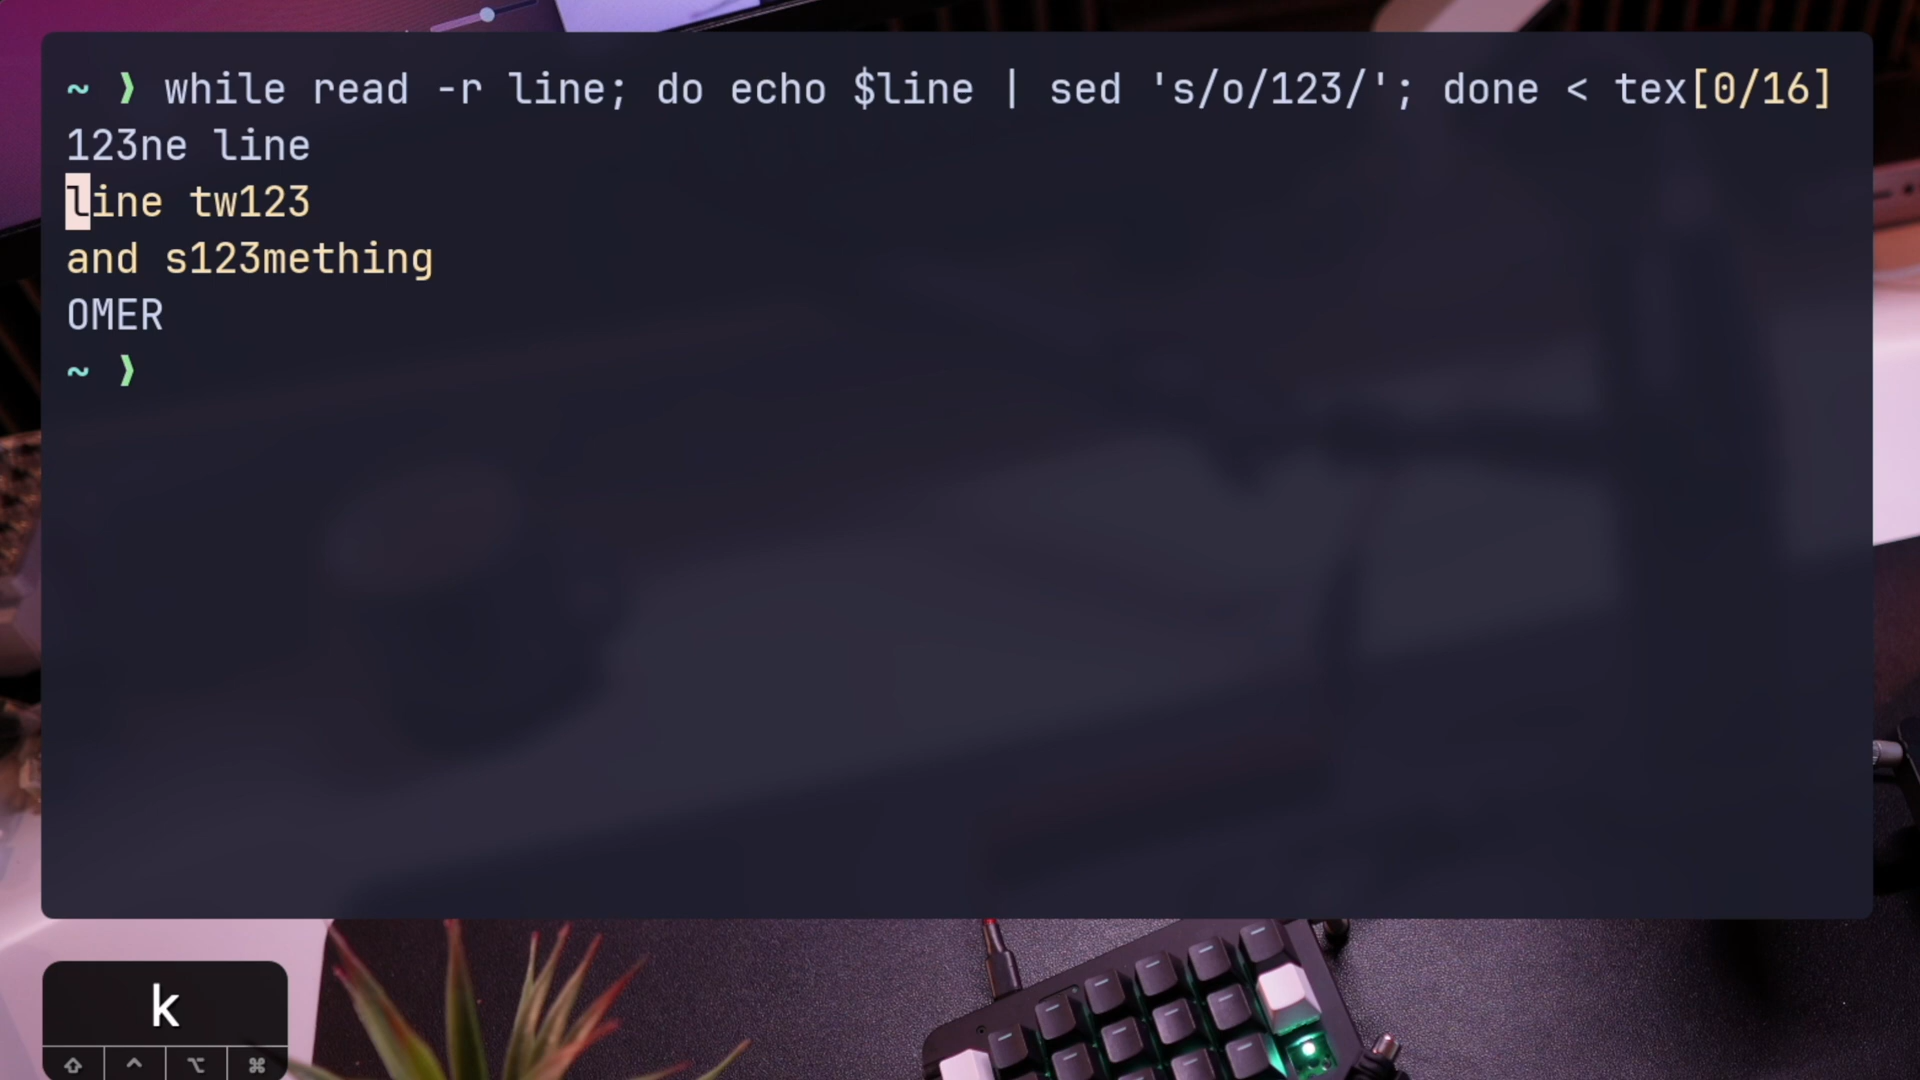 ~ ❯ while read -r line; do echo $line | sed 's/o/123/'; done < tex[0/16]
123ne line
line tw123
and s123mething
OMER
~ ❯
k
⇧ ^ ⌥ ⌘